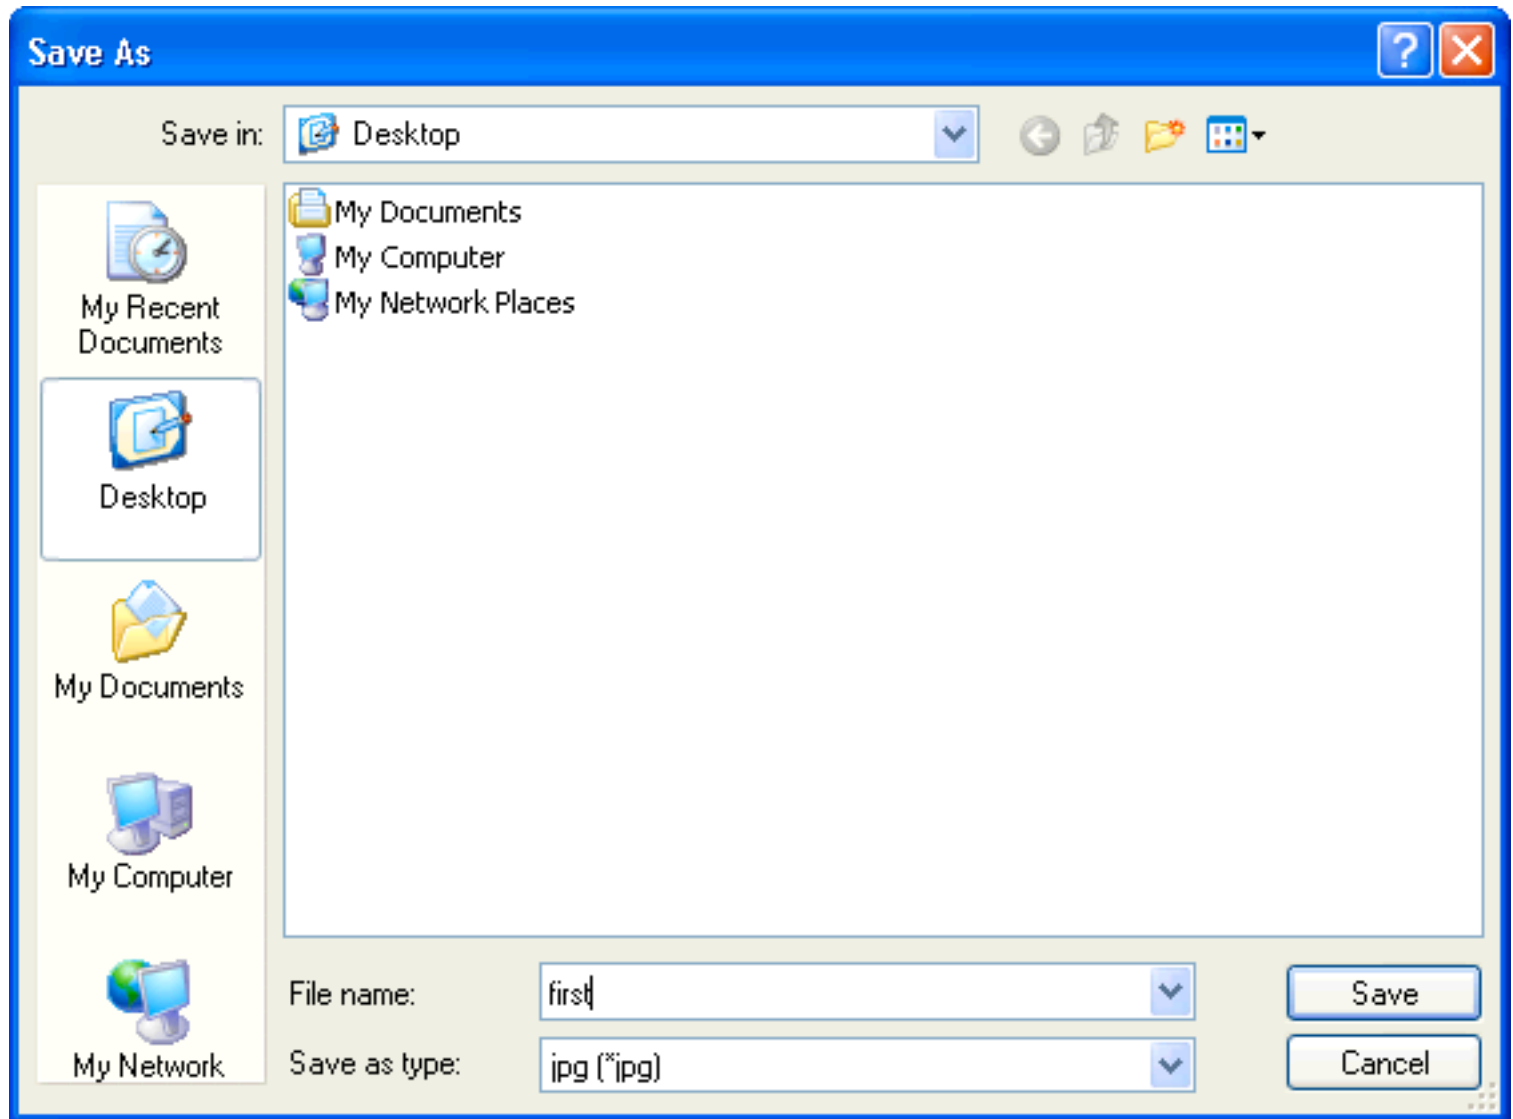 Save As
?
Save in:
Desktop
My Documents
My Computer
My Network Places
My Recent
Documents
Desktop
My Documents
My Computer
My Network
File name:
first
Save
Save as type:
jpg (*jpg)
Cancel